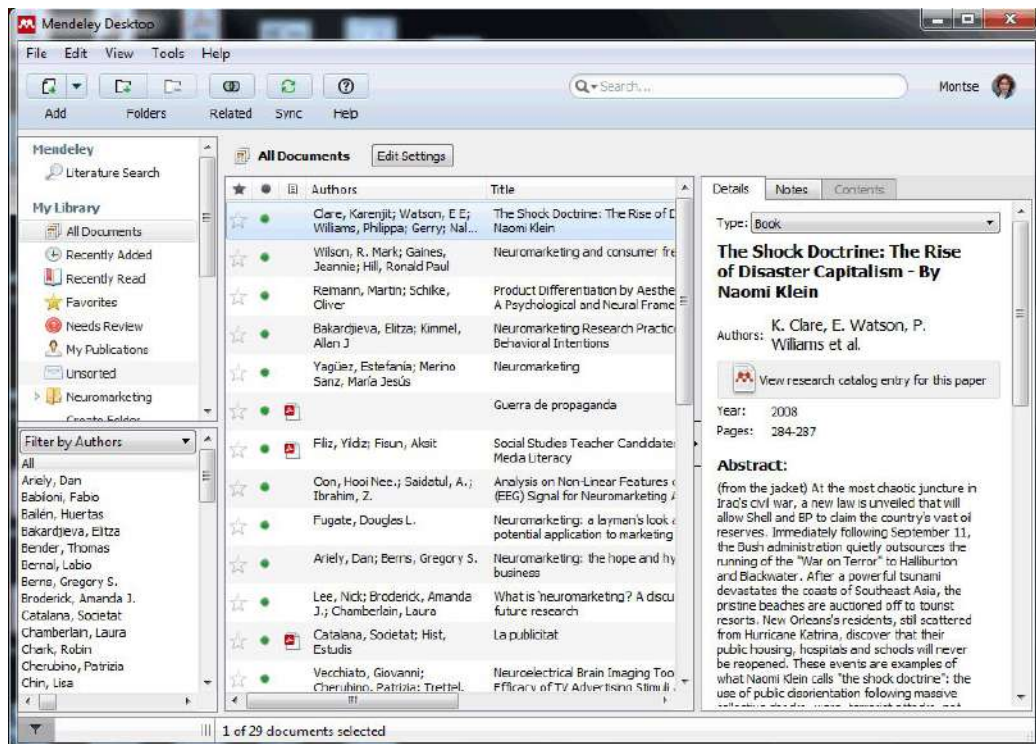 Mendeley Desktop
File Edit View Tools Help
Search...
Montse
Add Folders Related Sync Help
Mendeley
Literature Search
My Library
All Documents
Recently Added
Recently Read
Favorites
Needs Review
My Publications
Unsorted
Neuromarketing
Create Folder
Filter by Authors
All
Ariely, Dan
Babiloni, Fabio
Bailén, Huertas
Bakardjieva, Elitza
Bender, Thomas
Bernal, Labio
Berns, Gregory S.
Broderick, Amanda J.
Catalana, Societat
Chamberlain, Laura
Chark, Robin
Cherubino, Patrizia
Chin, Lisa
All Documents Edit Settings
Authors Title
Clare, Karenjit; Watson, E E; The Shock Doctrine: The Rise of D
Williams, Philippa; Gerry; Nal... Naomi Klein
Wilson, R. Mark; Gaines, Neuromarketing and consumer fre
Jeannie; Hill, Ronald Paul
Reimann, Martin; Schilke, Product Differentiation by Aesthe
Oliver A Psychological and Neural Frame
Bakardjieva, Elitza; Kimmel, Neuromarketing Research Practic
Allan J Behavioral Intentions
Yagüez, Estefanía; Merino Neuromarketing
Sanz, María Jesús
Guerra de propaganda
Filiz, Yildiz; Fisun, Aksit Social Studies Teacher Candidate
Media Literacy
Oon, Hooi Nee.; Saidatul, A.; Analysis on Non-Linear Features
Ibrahim, Z. (EEG) Signal for Neuromarketing A
Fugate, Douglas L. Neuromarketing: a layman's look a
potential application to marketing
Ariely, Dan; Berns, Gregory S. Neuromarketing: the hope and hy
business
Lee, Nick; Broderick, Amanda What is 'neuromarketing'? A discu
J.; Chamberlain, Laura future research
Catalana, Societat; Hist, La publicitat
Estudis
Vecchiato, Giovanni; Neuroelectrical Brain Imaging Too
Cherubino, Patrizia; Trettel, Efficacy of TV Advertising Stimuli
Details Notes Contents
Type: Book
The Shock Doctrine: The Rise
of Disaster Capitalism - By
Naomi Klein
Authors: K. Clare, E. Watson, P.
Williams et al.
View research catalog entry for this paper
Year: 2008
Pages: 284-287
Abstract:
(from the jacket) At the most chaotic juncture in
Iraq's civil war, a new law is unveiled that will
allow Shell and BP to claim the country's vast oil
reserves. Immediately following September 11,
the Bush administration quietly outsources the
running of the "War on Terror" to Halliburton
and Blackwater. After a powerful tsunami
devastates the coasts of Southeast Asia, the
pristine beaches are auctioned off to tourist
resorts. New Orleans's residents, still scattered
from Hurricane Katrina, discover that their
public housing, hospitals and schools will never
be reopened. These events are examples of
what Naomi Klein calls "the shock doctrine": the
use of public disorientation following massive
1 of 29 documents selected